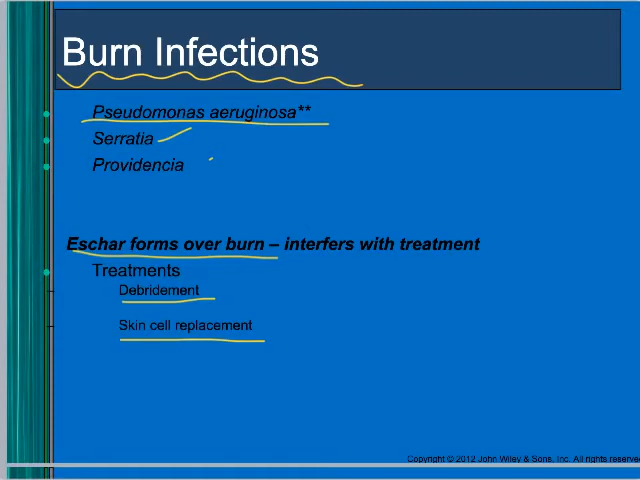 Burn Infections
Pseudomonas aeruginosa**
Serratia
Providencia
Eschar forms over burn – interfers with treatment
Treatments
Debridement
Skin cell replacement
Copyright © 2012 John Wiley & Sons, Inc. All rights reserve